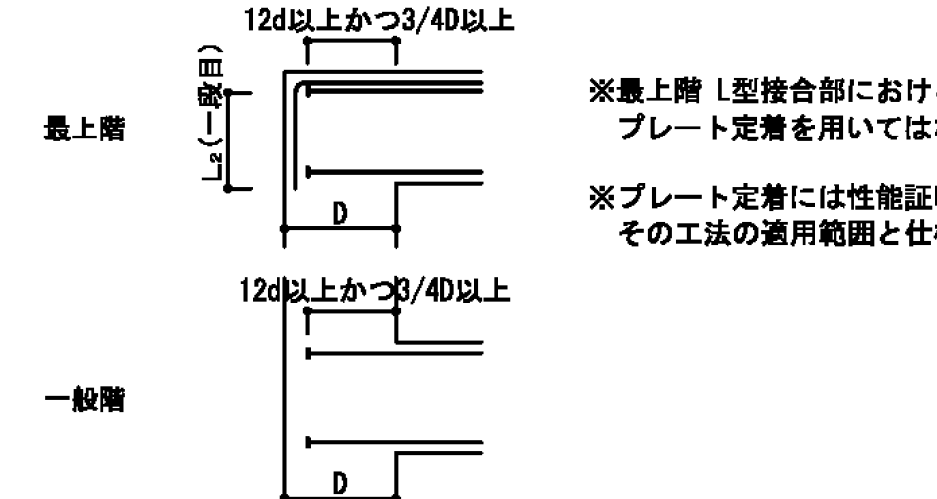 12d以上かつ3/4D以上
L₂(一段目)
最上階
D
※最上階 L型接合部におけ
プレート定着を用いては
※プレート定着には性能証
その工法の適用範囲と仕
12d以上かつ3/4D以上
一般階
D